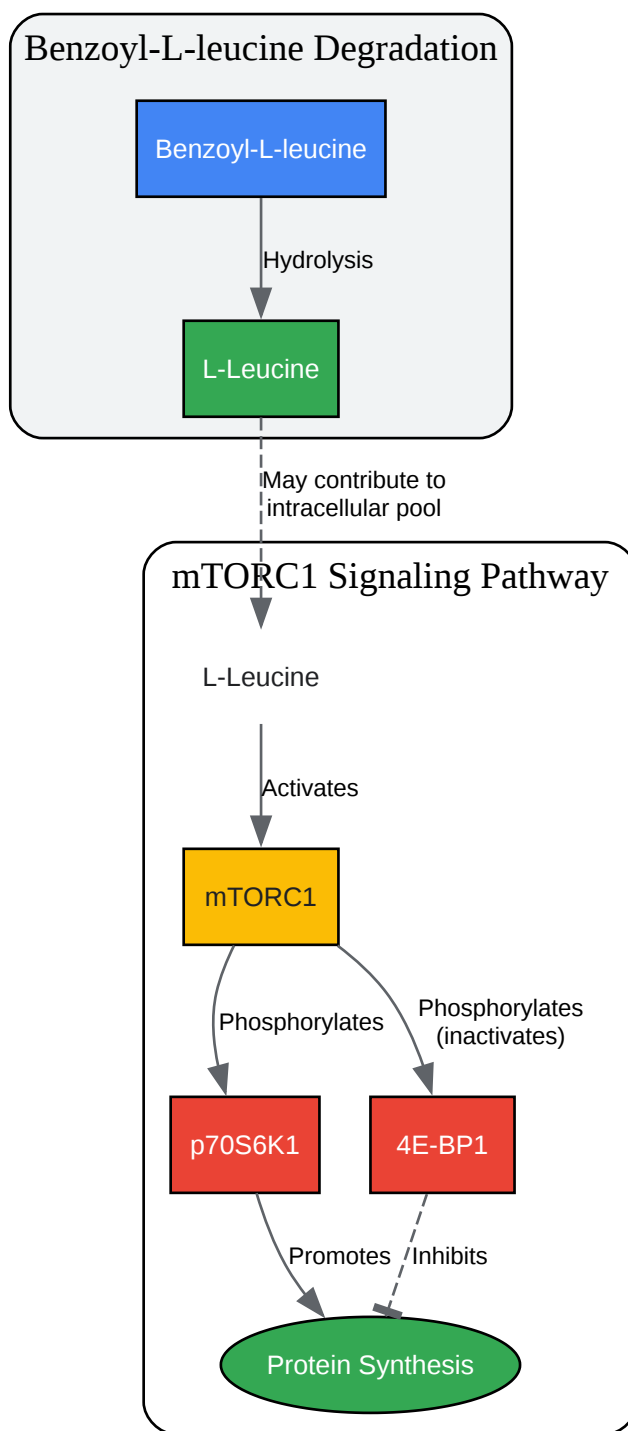 Benzoyl-L-leucine Degradation
Benzoyl-L-leucine
Hydrolysis
L-Leucine
May contribute to
intracellular pool
mTORC1 Signaling Pathway
L-Leucine
Activates
mTORC1
Phosphorylates
Phosphorylates
(inactivates)
p70S6K1
4E-BP1
Promotes
Inhibits
Protein Synthesis